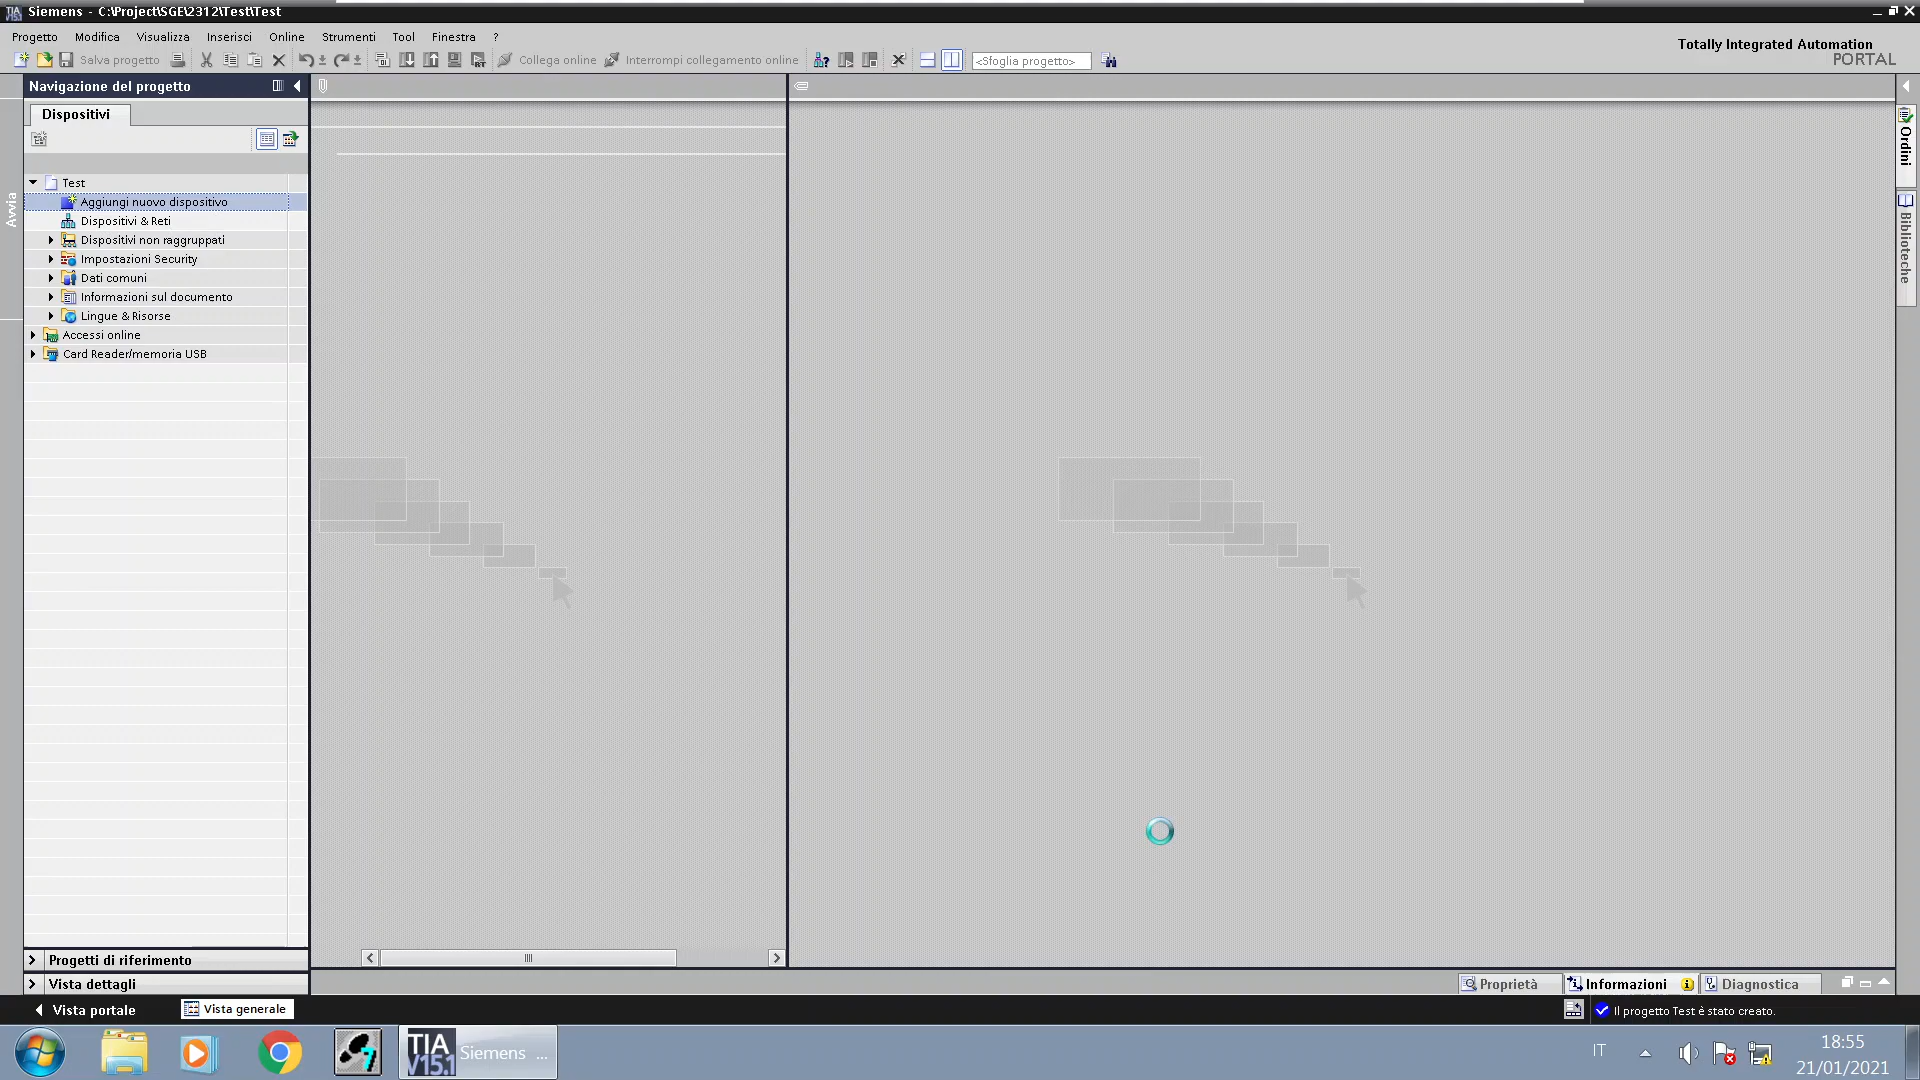 Siemens - C:\Project\SGE\2312\Test\Test
Progetto Modifica Visualizza Inserisci Online Strumenti Tool Finestra ?
Totally Integrated Automation
PORTAL
Salva progetto Collega online Interrompi collegamento online <Sfoglia progetto>
Navigazione del progetto
Dispositivi
Avvia
Test
Aggiungi nuovo dispositivo
Dispositivi & Reti
Dispositivi non raggruppati
Impostazioni Security
Dati comuni
Informazioni sul documento
Lingue & Risorse
Accessi online
Card Reader/memoria USB
Ordini
Biblioteche
Progetti di riferimento
Vista dettagli
Proprietà Informazioni Diagnostica
Vista portale Vista generale Il progetto Test è stato creato.
TIA V15.1 Siemens ...
IT
18:55
21/01/2021